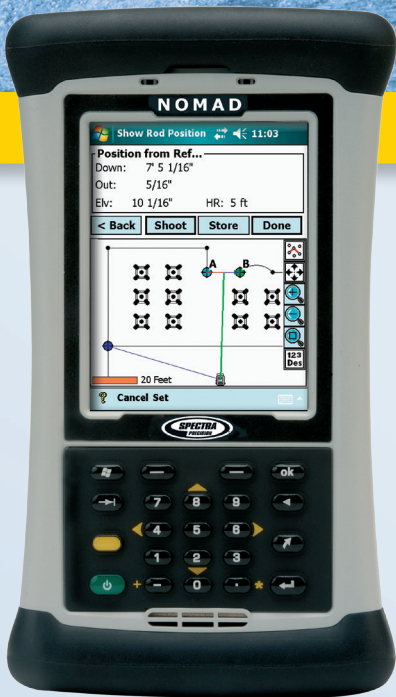 NOMAD
Show Rod Position 11:03
Position from Ref...
Down: 7' 5 1/16"
Out: 5/16"
Elv: 10 1/16" HR: 5 ft
< Back Shoot Store Done
A B
20 Feet
123
Des
? Cancel Set
SPECTRA
PRECISION
ok
7 8 9
4 5 6
1 2 3
+ - 0 . *